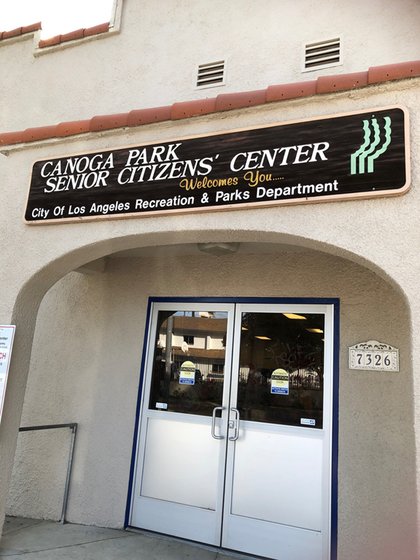 CANOGA PARK
SENIOR CITIZENS' CENTER
Welcomes You.....
City Of Los Angeles Recreation & Parks Department
7326